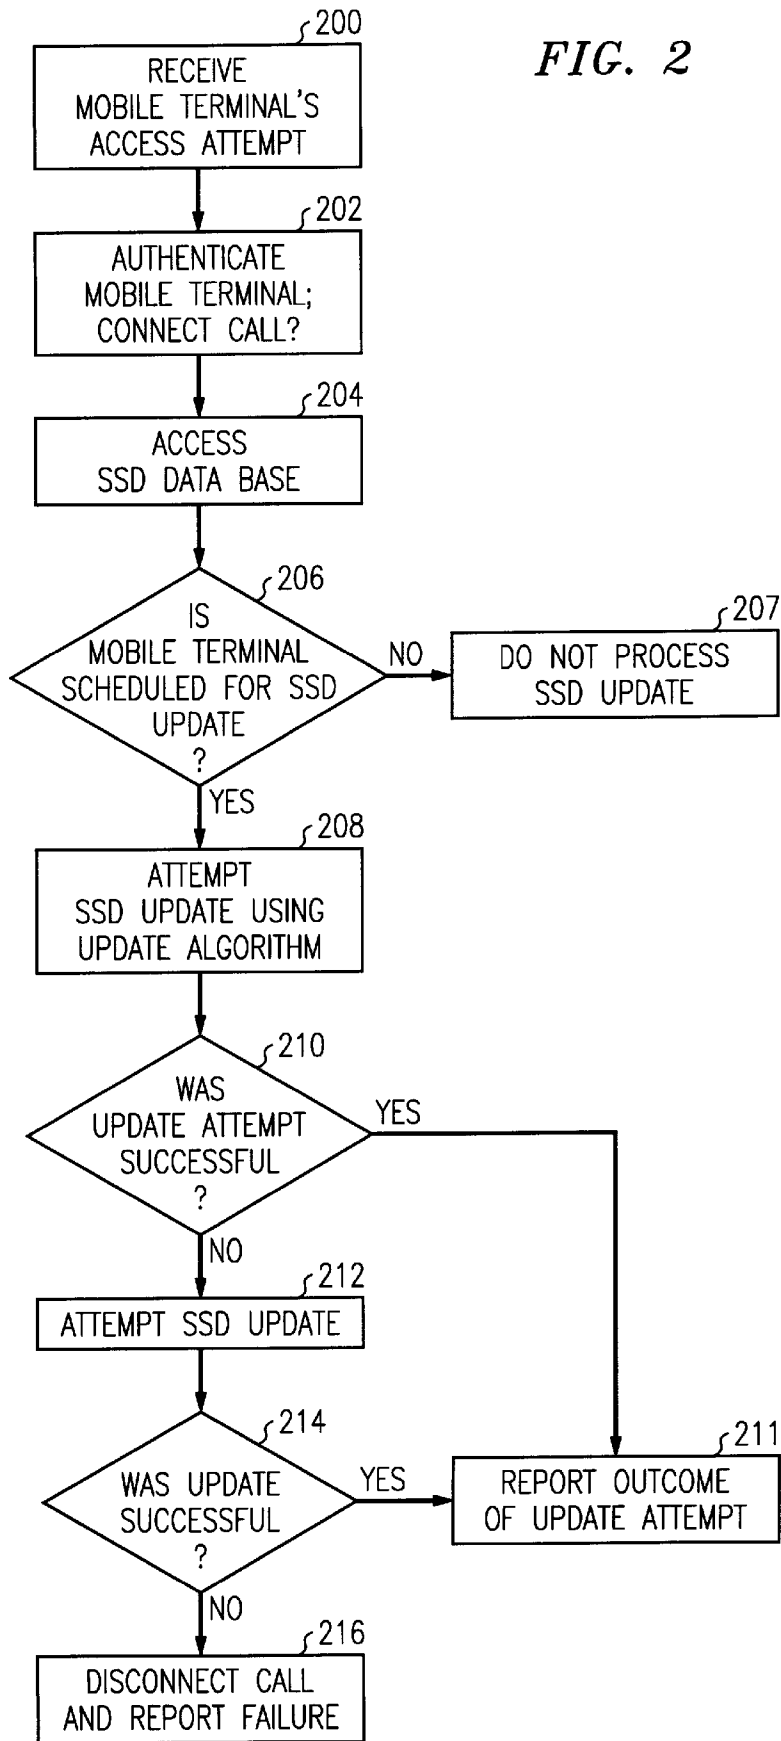 FIG. 2
200
RECEIVE
MOBILE TERMINAL'S
ACCESS ATTEMPT
202
AUTHENTICATE
MOBILE TERMINAL;
CONNECT CALL?
204
ACCESS
SSD DATA BASE
206
IS
MOBILE TERMINAL
SCHEDULED FOR SSD
UPDATE
?
NO
207
DO NOT PROCESS
SSD UPDATE
YES
208
ATTEMPT
SSD UPDATE USING
UPDATE ALGORITHM
210
WAS
UPDATE ATTEMPT
SUCCESSFUL
?
YES
NO
212
ATTEMPT SSD UPDATE
214
WAS UPDATE
SUCCESSFUL
?
YES
211
REPORT OUTCOME
OF UPDATE ATTEMPT
NO
216
DISCONNECT CALL
AND REPORT FAILURE